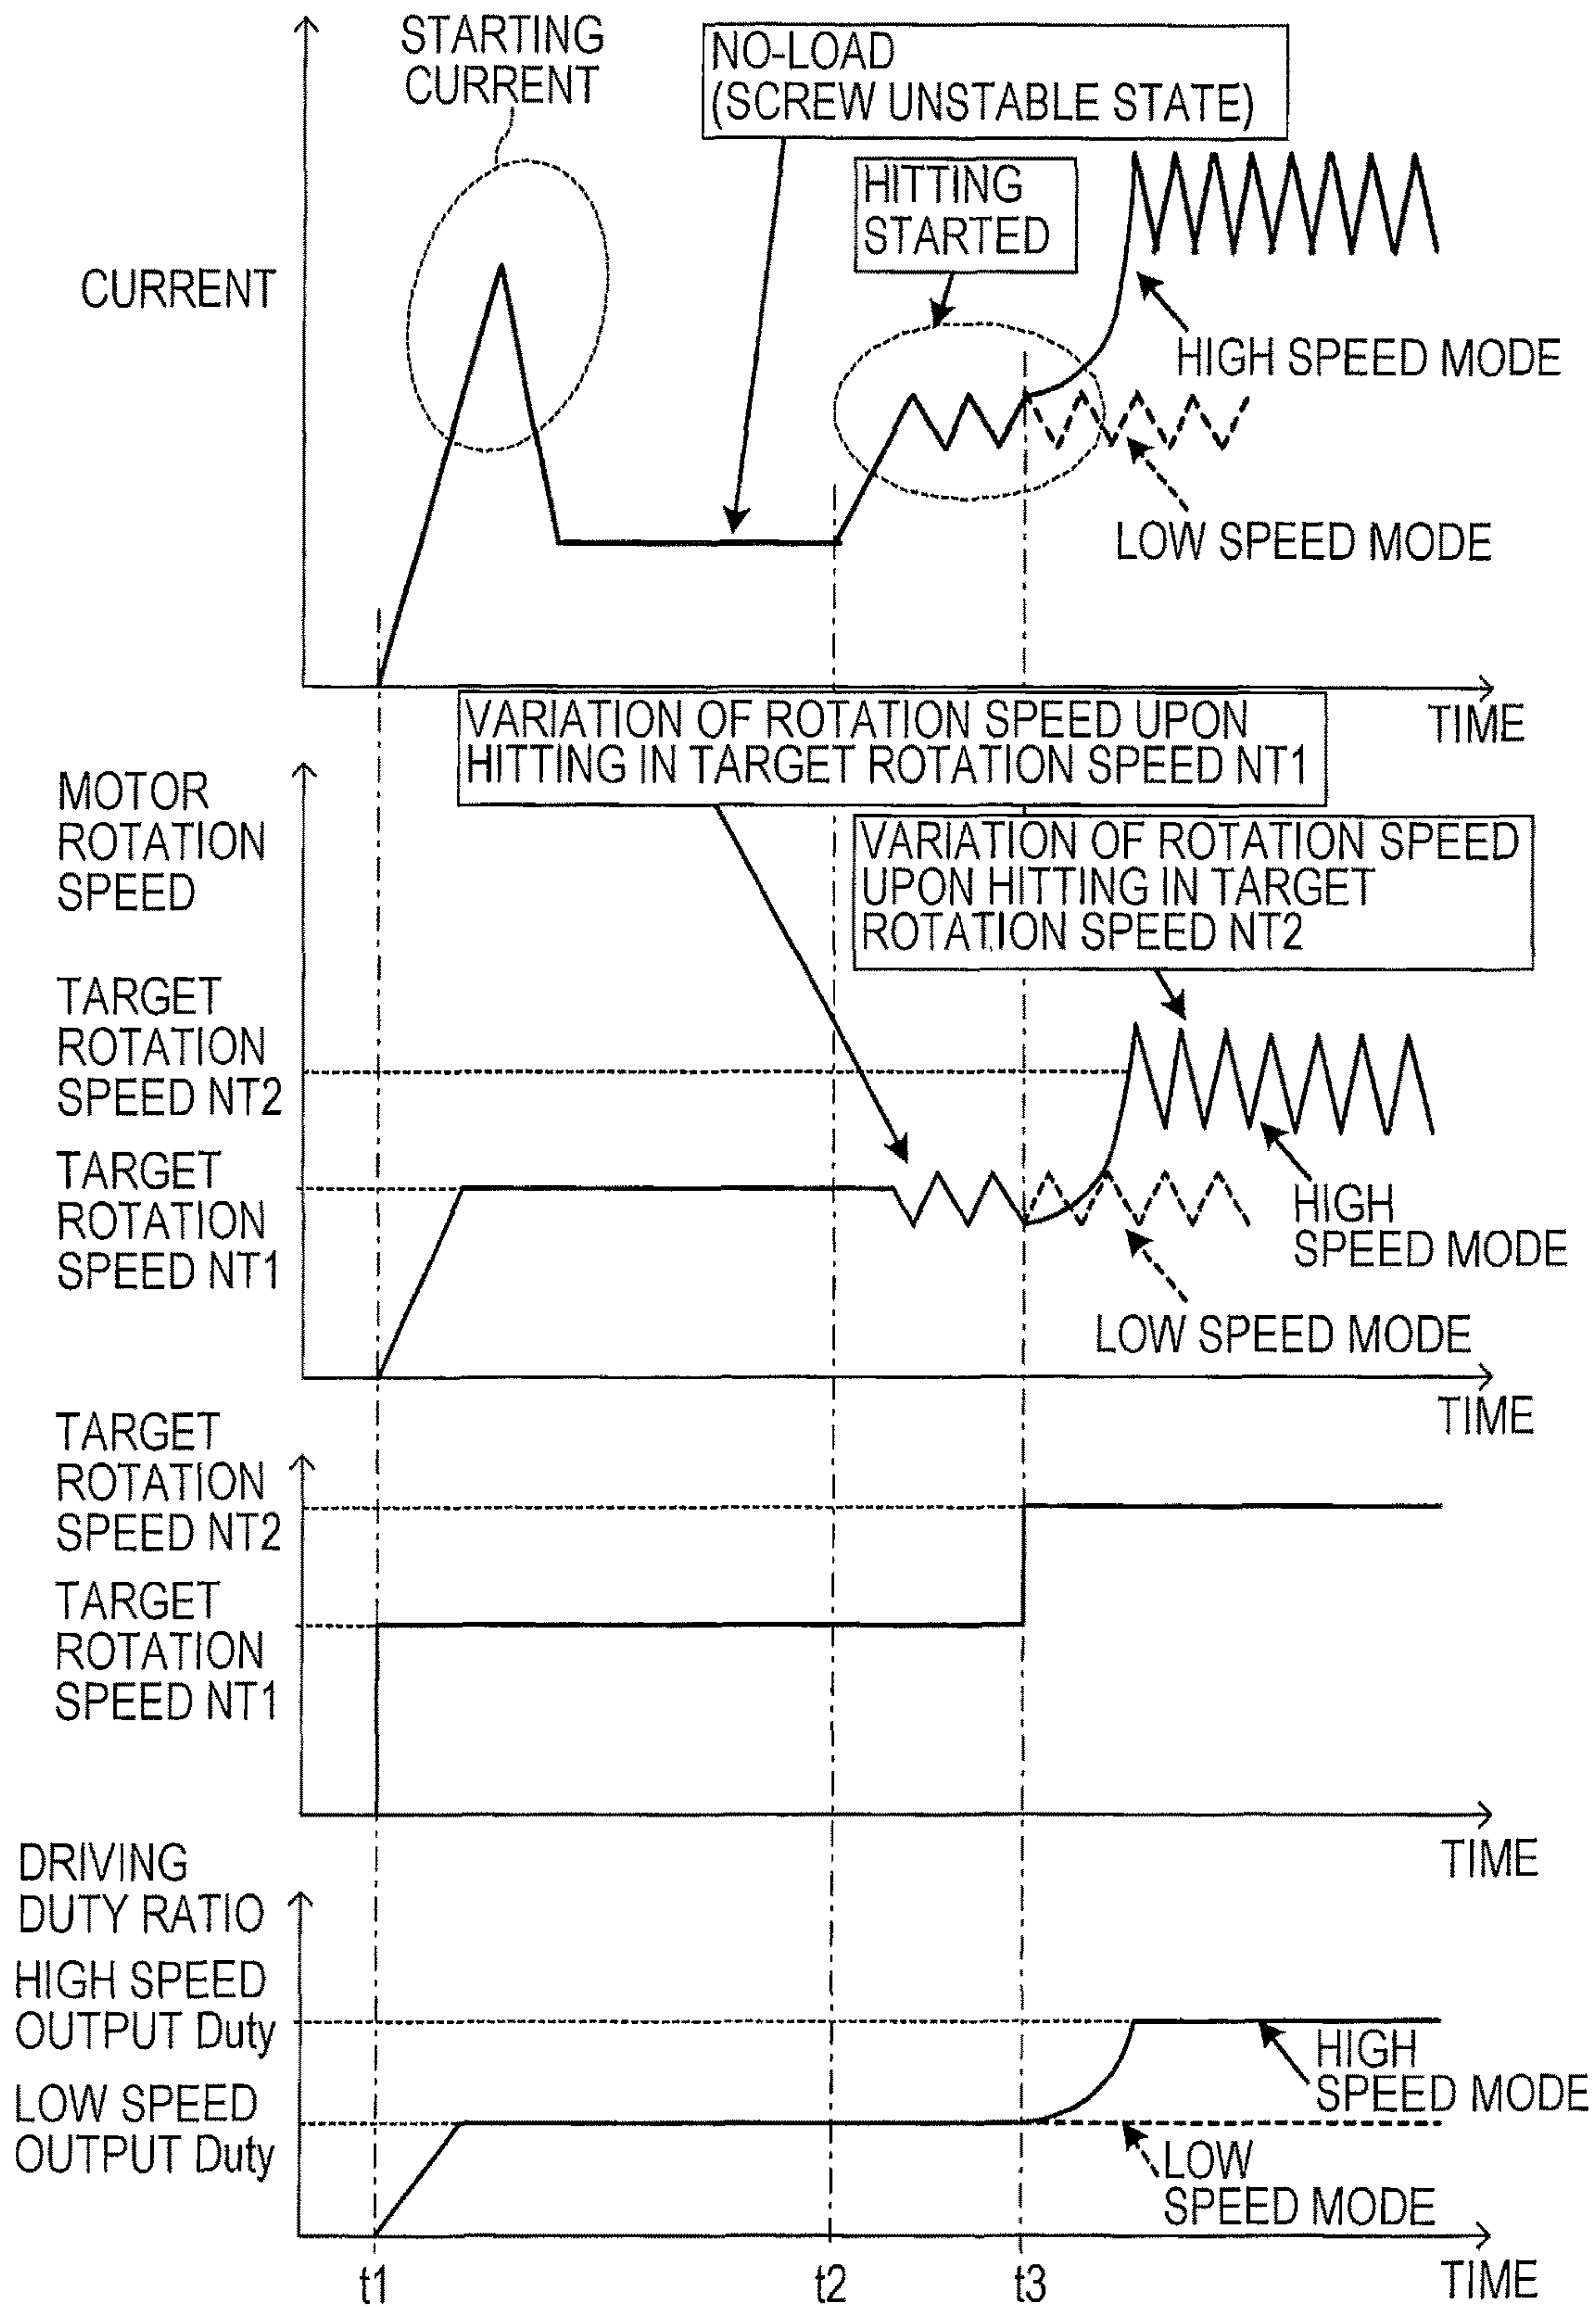 STARTING
CURRENT
NO-LOAD
(SCREW UNSTABLE STATE)
HITTING
STARTED
CURRENT
HIGH SPEED MODE
LOW SPEED MODE
TIME
VARIATION OF ROTATION SPEED UPON
HITTING IN TARGET ROTATION SPEED NT1
MOTOR
ROTATION
SPEED
VARIATION OF ROTATION SPEED
UPON HITTING IN TARGET
ROTATION SPEED NT2
TARGET
ROTATION
SPEED NT2
TARGET
ROTATION
SPEED NT1
HIGH
SPEED MODE
LOW SPEED MODE
TIME
TARGET
ROTATION
SPEED NT2
TARGET
ROTATION
SPEED NT1
TIME
DRIVING
DUTY RATIO
HIGH SPEED
OUTPUT Duty
HIGH
SPEED MODE
LOW SPEED
OUTPUT Duty
LOW
SPEED MODE
t1
t2
t3
TIME